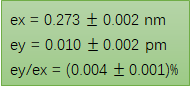 ex = 0.273 ± 0.002 nm
ey = 0.010 ± 0.002 pm
ey/ex = (0.004 ± 0.001)%